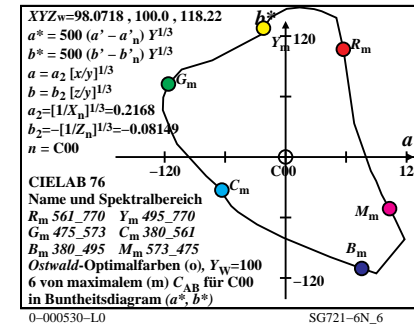 XYZw=98.0718, 100.0, 118.22
a* = 500 (a' - a'n) Y1/3
b* = 500 (b' - b'n) Y1/3
a = a2 [x/y]1/3
b = b2 [z/y]1/3
a2=[1/Xn]1/3=0.2168
b2=-[1/Zn]1/3=-0.08149
n = C00
CIELAB 76
Name und Spektralbereich
Rm 561_770 Ym 495_770
Gm 475_573 Cm 380_561
Bm 380_495 Mm 573_475
Ostwald-Optimalfarben (o), YW=100
6 von maximalem (m) CAB für C00
in Buntheitsdiagram (a*, b*)
b*
Ym 120
Rm
Gm
a
−120
C00
12
Cm
Mm
Bm
−120
0-000530-L0
SG721-6N_6